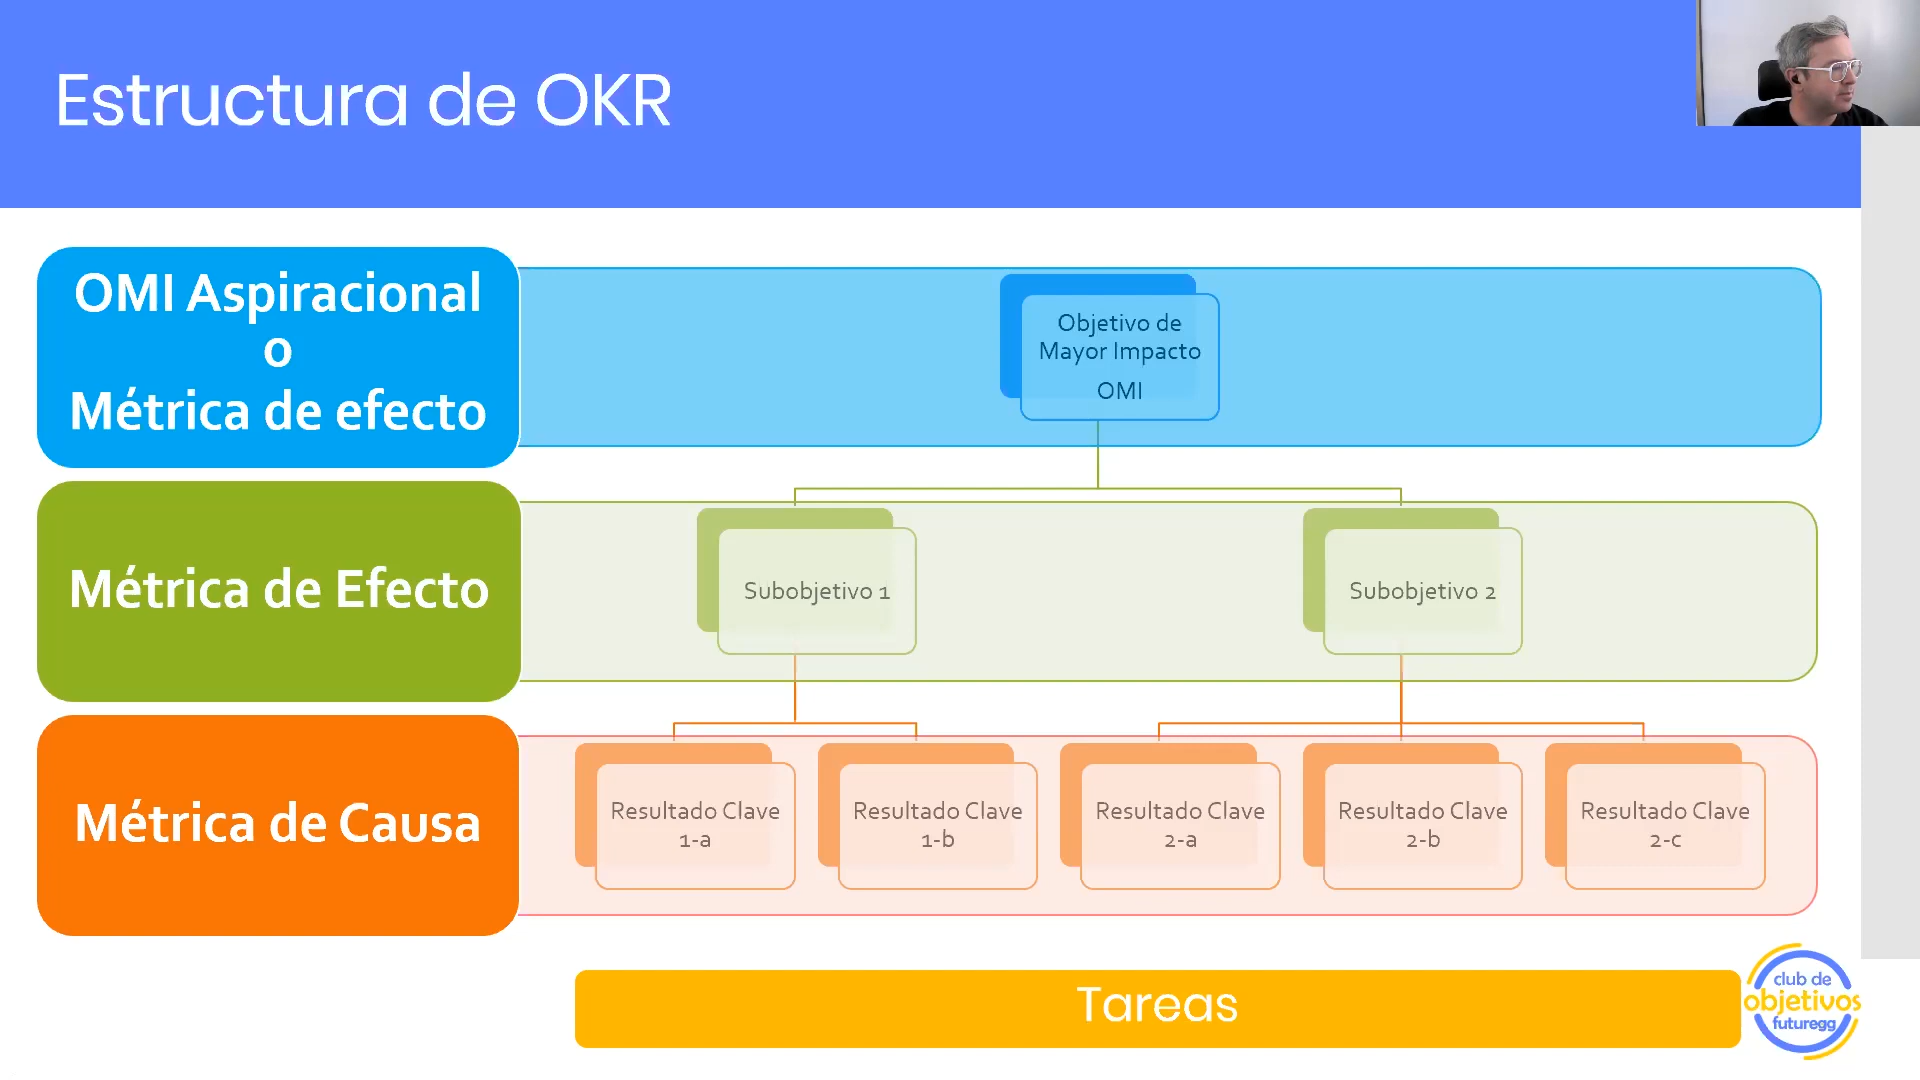 Estructura de OKR
OMI Aspiracional
o
Métrica de efecto
Objetivo de
Mayor Impacto
OMI
Métrica de Efecto
Subobjetivo 1
Subobjetivo 2
Métrica de Causa
Resultado Clave
1-a
Resultado Clave
1-b
Resultado Clave
2-a
Resultado Clave
2-b
Resultado Clave
2-c
Tareas
club de
objetivos
futuregg